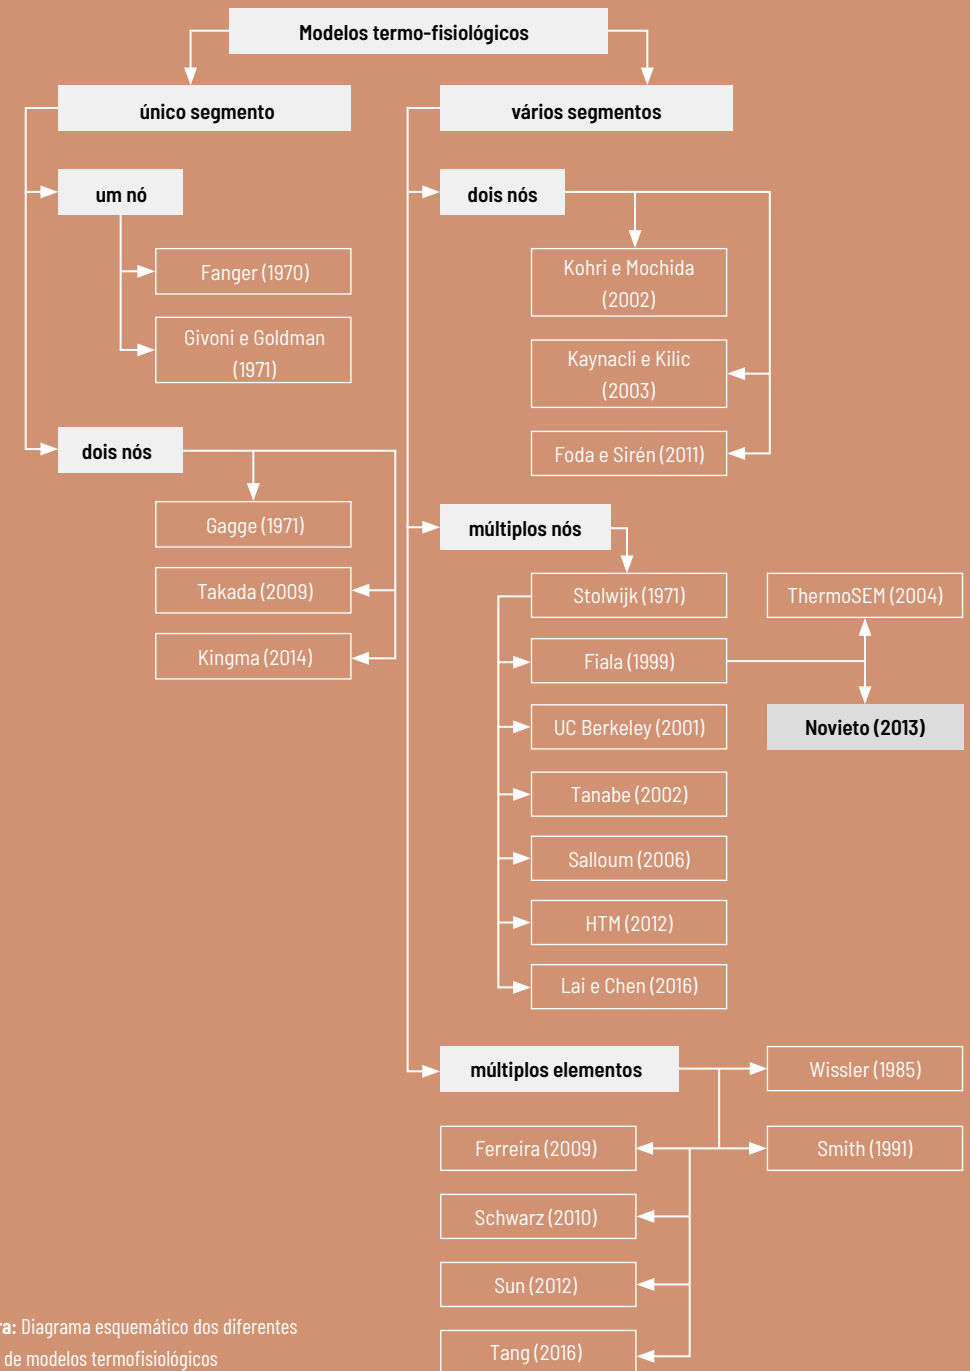 Modelos termo-fisiológicos
único segmento
um nó
Fanger (1970)
Givoni e Goldman
(1971)
dois nós
Gagge (1971)
Takada (2009)
Kingma (2014)
vários segmentos
dois nós
Kohri e Mochida
(2002)
Kaynacli e Kilic
(2003)
Foda e Sirén (2011)
múltiplos nós
Stolwijk (1971)
Fiala (1999)
ThermoSEM (2004)
Novieto (2013)
UC Berkeley (2001)
Tanabe (2002)
Salloum (2006)
HTM (2012)
Lai e Chen (2016)
múltiplos elementos
Wissler (1985)
Smith (1991)
Ferreira (2009)
Schwarz (2010)
Sun (2012)
Tang (2016)
ra: Diagrama esquemático dos diferentes
de modelos termofisiológicos